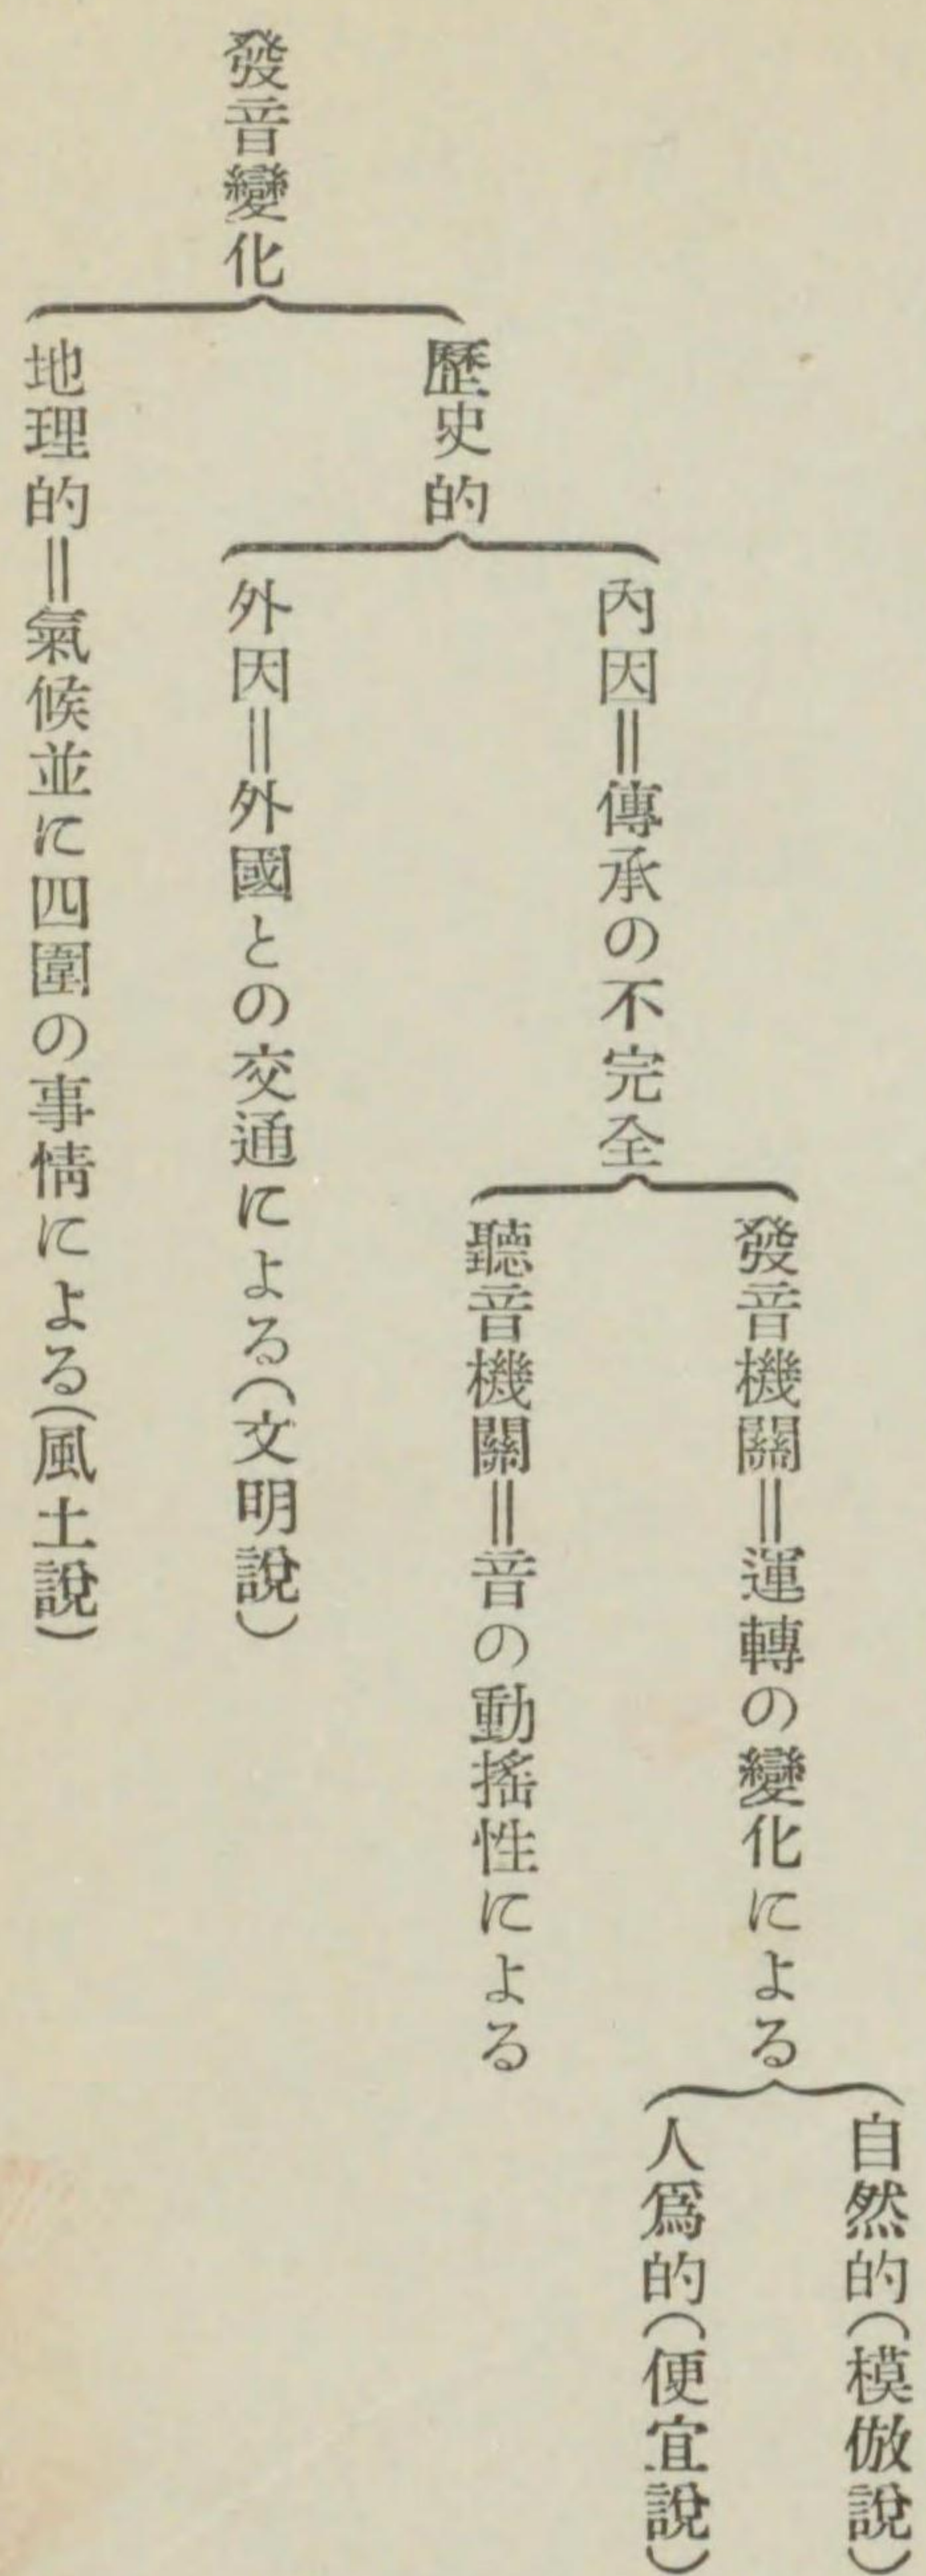 發音變化
歷史的
內因＝傳承の不完全
發音機關＝運轉の變化による
自然的(模倣說)
人爲的(便宜說)
聽音機關＝音の動搖性による
外因＝外國との交通による(文明說)
地理的＝氣候並に四圍の事情による(風土說)